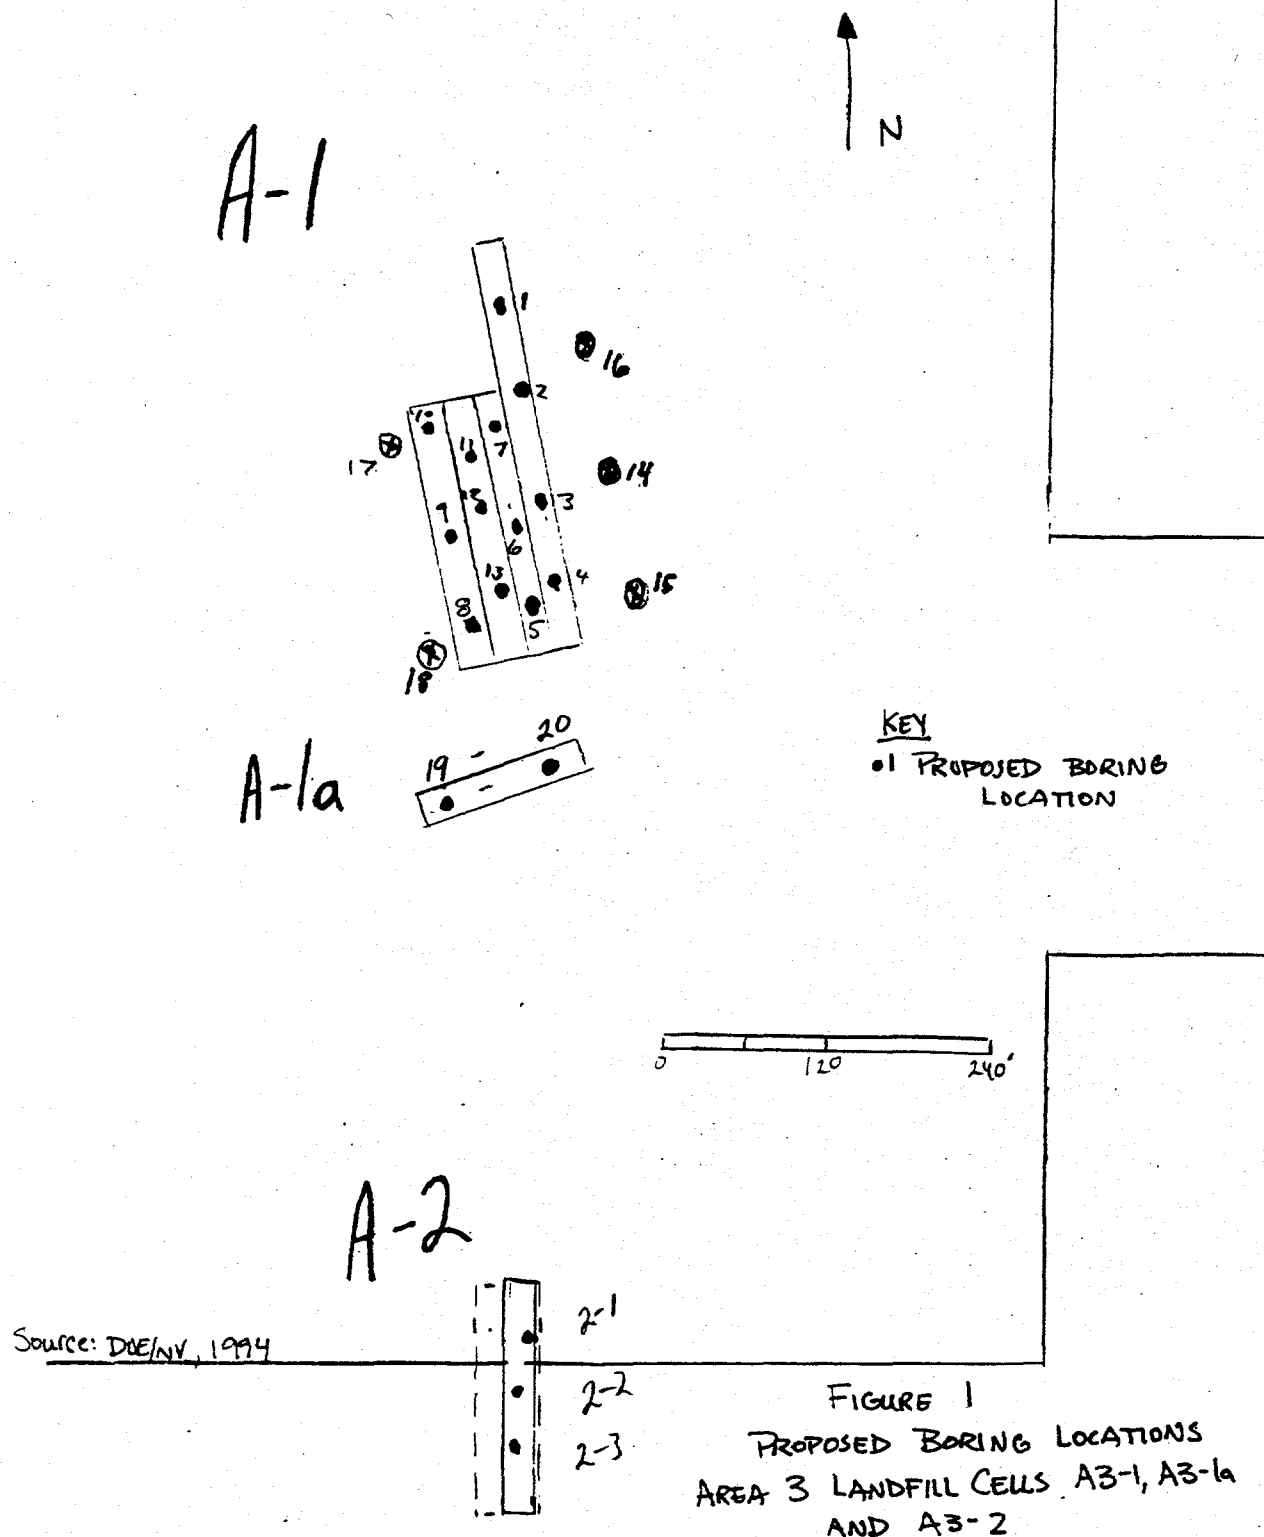 N
A-1
1
16
2
10
17
11
7
14
12
3
9
6
13
4
15
8
5
18
20
19
A-1a
KEY
•1 PROPOSED BORING
LOCATION
0 120 240'
A-2
2-1
Source: DOE/NV, 1994
2-2
2-3
FIGURE 1
PROPOSED BORING LOCATIONS
AREA 3 LANDFILL CELLS A3-1, A3-1a
AND A3-2